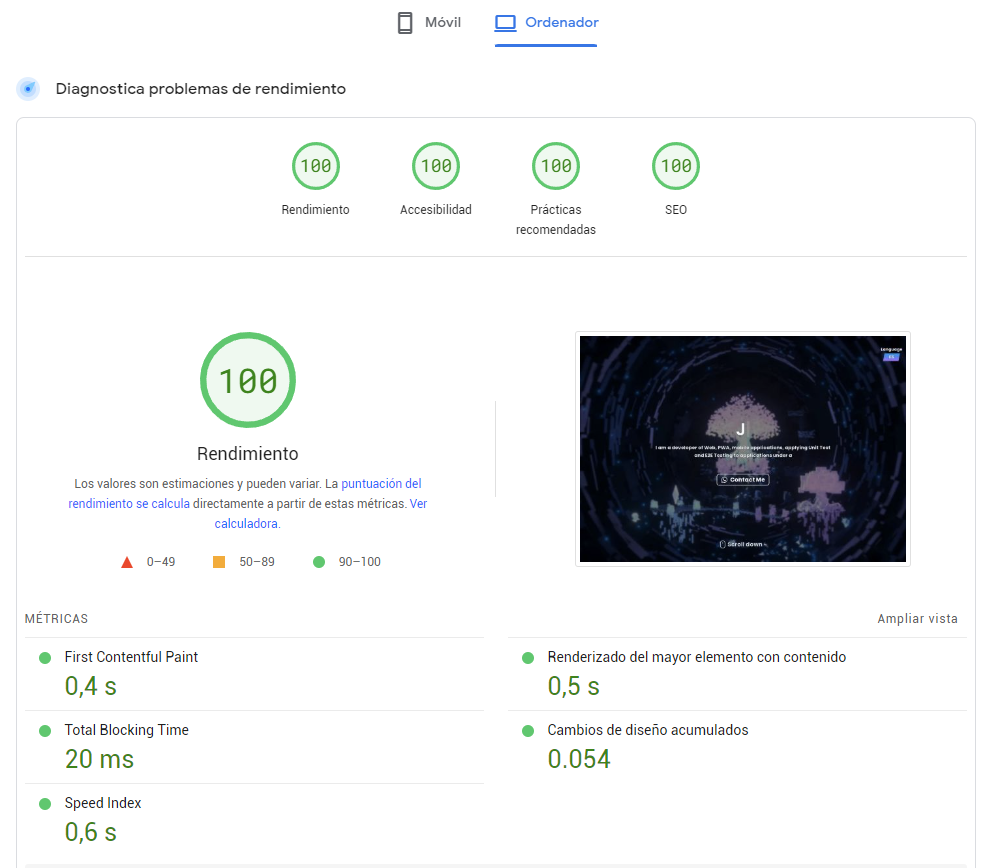 Móvil
Ordenador
Diagnostica problemas de rendimiento
100
100
100
100
Rendimiento
Accesibilidad
Prácticas
recomendadas
SEO
100
Rendimiento
Los valores son estimaciones y pueden variar. La puntuación del
rendimiento se calcula directamente a partir de estas métricas. Ver
calculadora.
0–49
50–89
90–100
Language
J
I am a developer of Web, PWA, mobile applications, applying Unit Test
and E2E Testing to applications under a
Contact Me
Scroll down
MÉTRICAS
Ampliar vista
First Contentful Paint
0,4 s
Renderizado del mayor elemento con contenido
0,5 s
Total Blocking Time
20 ms
Cambios de diseño acumulados
0.054
Speed Index
0,6 s